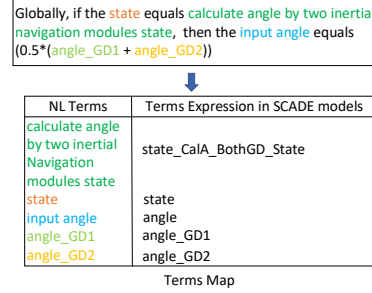 Globally, if the state equals calculate angle by two inertia
navigation modules state, then the input angle equals
(0.5*(angle_GD1 + angle_GD2))
NL Terms
Terms Expression in SCADE models
calculate angle
by two inertial
Navigation
modules state
state_CalA_BothGD_State
state
state
input angle
angle
angle_GD1
angle_GD1
angle_GD2
angle_GD2
Terms Map